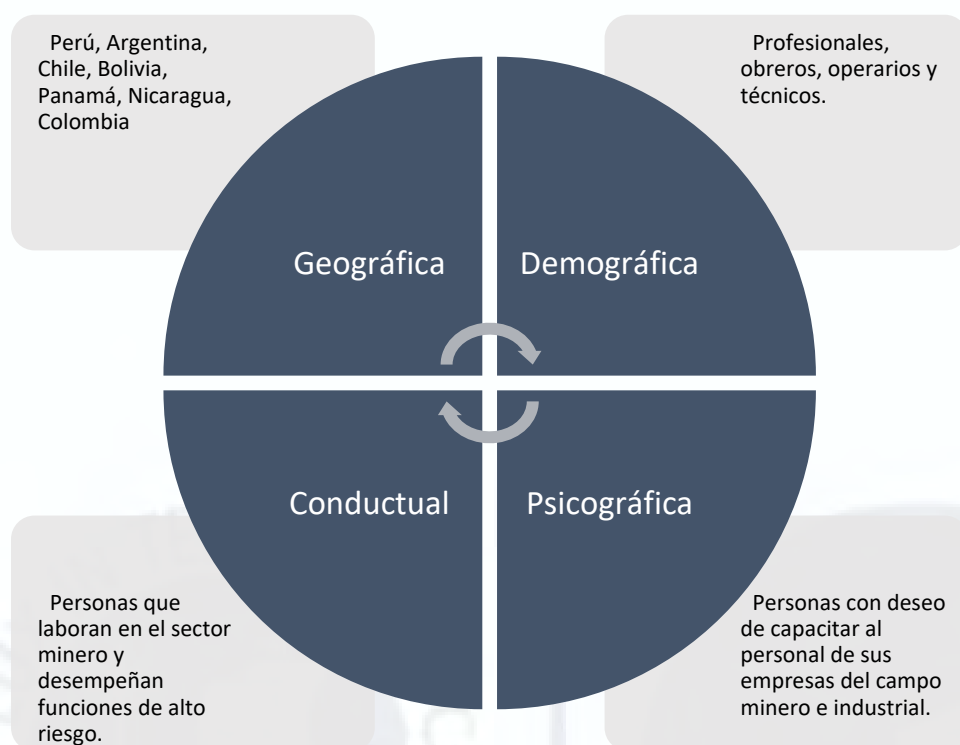 Perú, Argentina,
Chile, Bolivia,
Panamá, Nicaragua,
Colombia
Profesionales,
obreros, operarios y
técnicos.
Geográfica
Demográfica
Conductual
Psicográfica
Personas que
laboran en el sector
minero y
desempeñan
funciones de alto
riesgo.
Personas con deseo
de capacitar al
personal de sus
empresas del campo
minero e industrial.